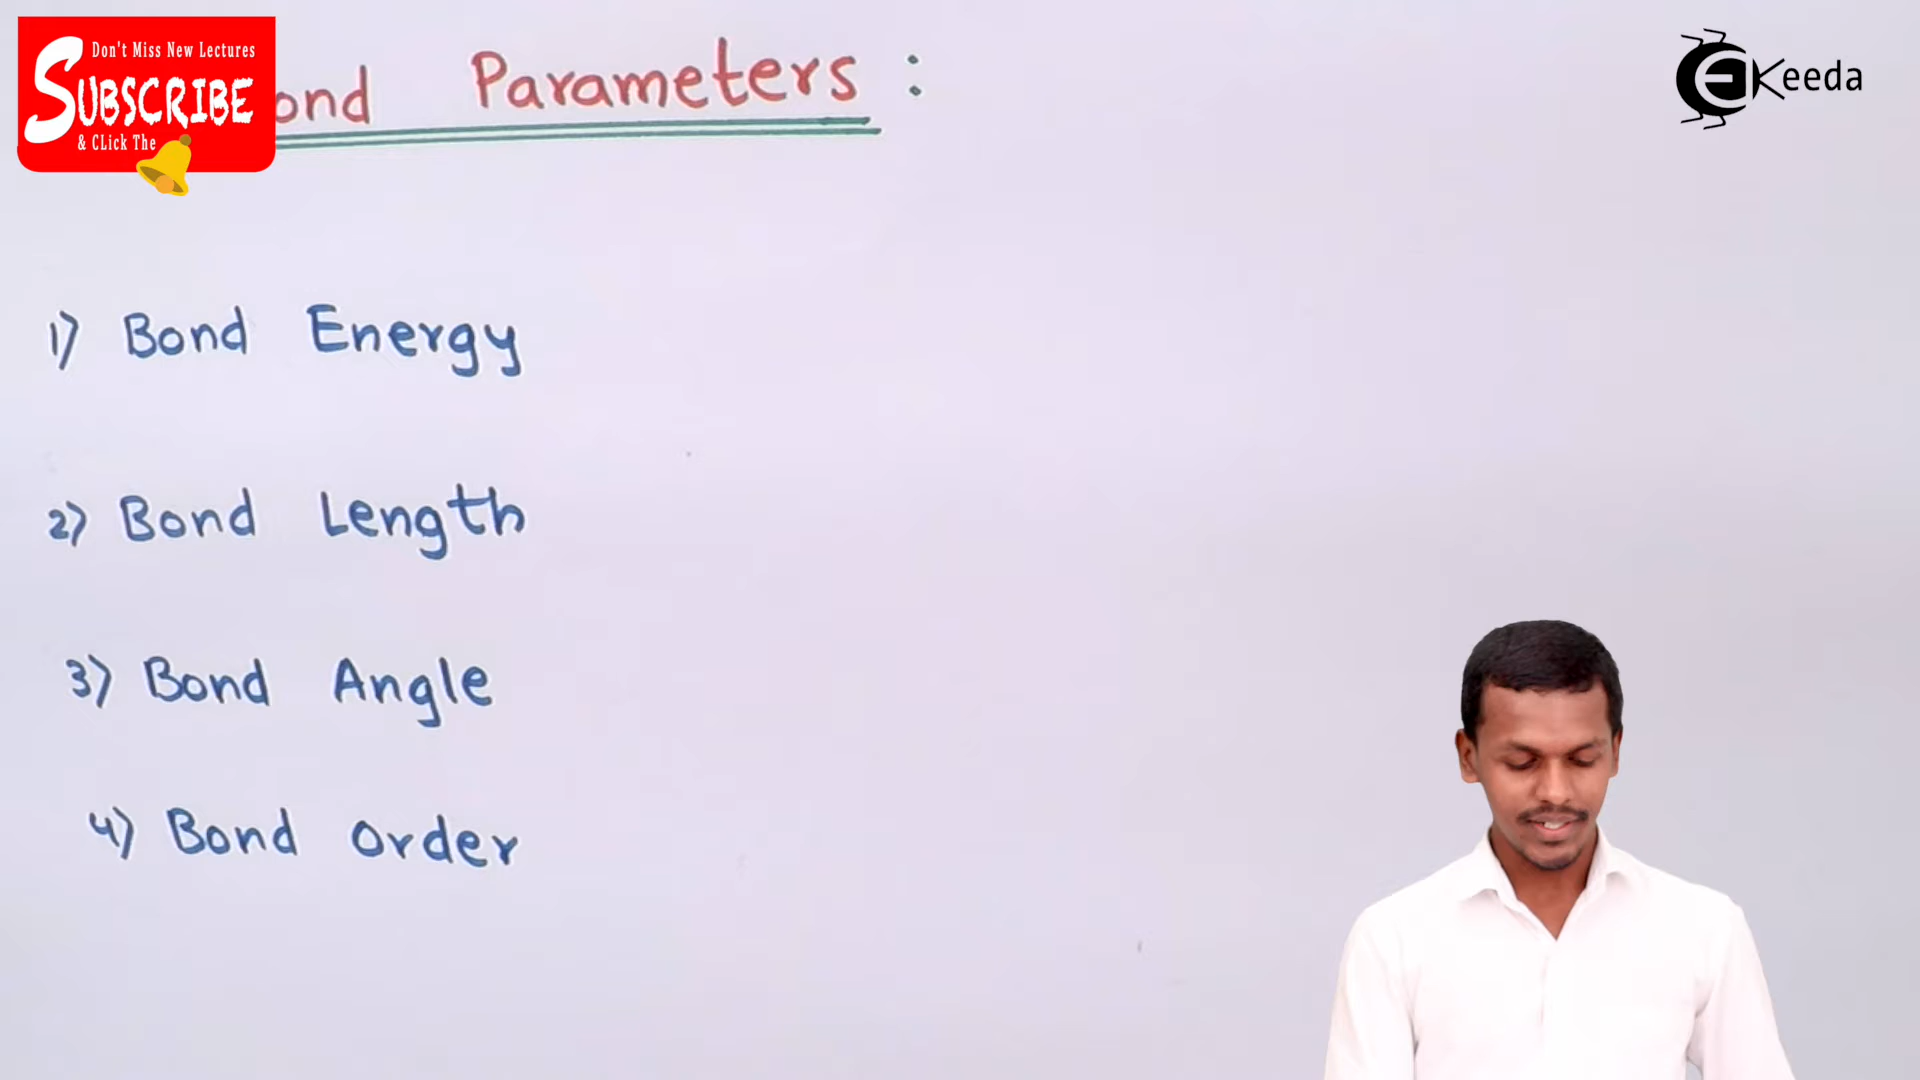 Don't Miss New Lectures
SUBSCRIBE
& CLick The
ond Parameters :
Keeda
1) Bond Energy
2) Bond Length
3) Bond Angle
4) Bond Order